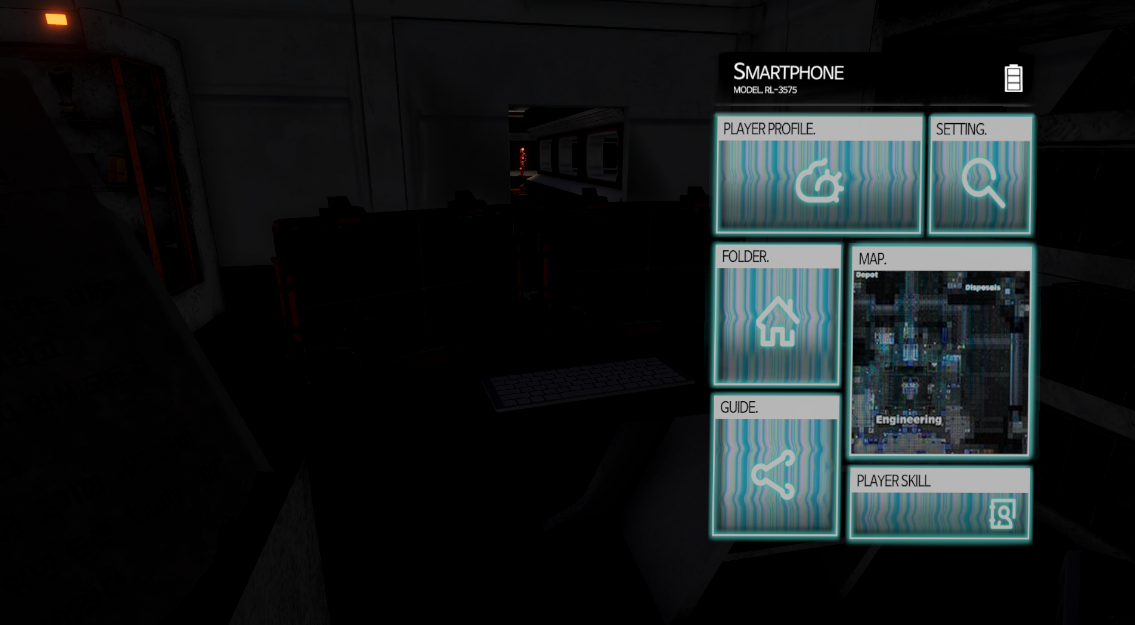 SMARTPHONE
MODEL. RL-3575
PLAYER PROFILE.
SETTING.
FOLDER.
MAP.
Depot
Disposals
Engineering
GUIDE.
PLAYER SKILL